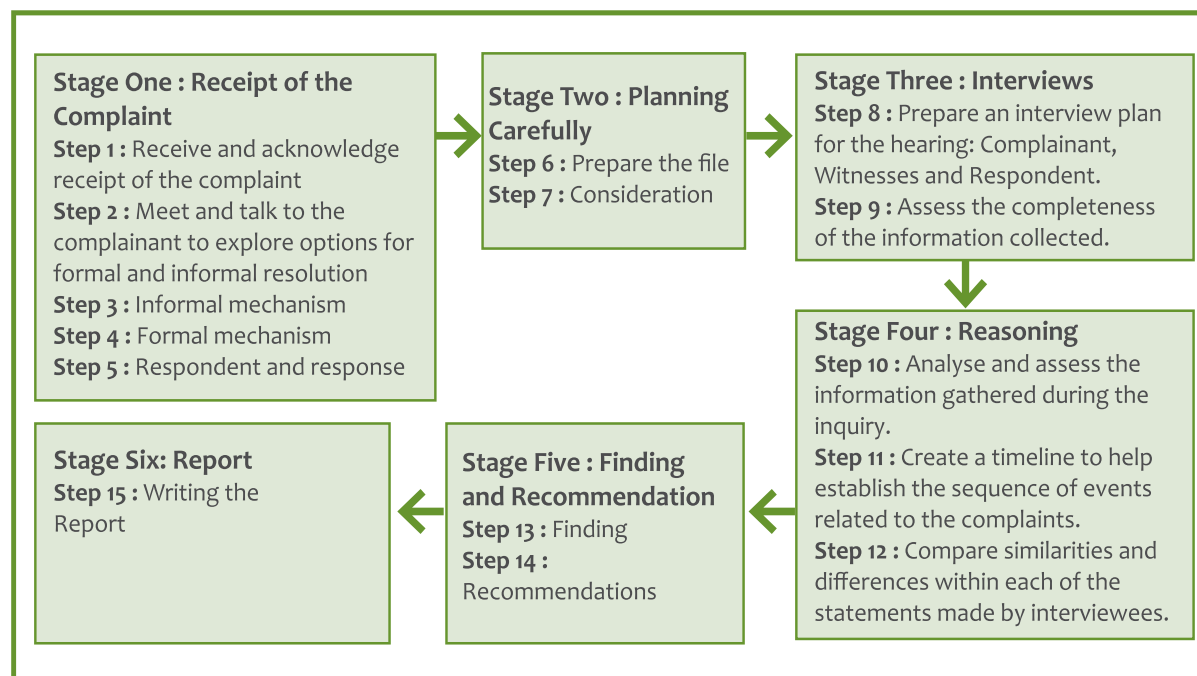 Stage One : Receipt of the
Complaint
Step 1 : Receive and acknowledge
receipt of the complaint
Step 2 : Meet and talk to the
complainant to explore options for
formal and informal resolution
Step 3 : Informal mechanism
Step 4 : Formal mechanism
Step 5 : Respondent and response
Stage Two : Planning
Carefully
Step 6 : Prepare the file
Step 7 : Consideration
Stage Three : Interviews
Step 8 : Prepare an interview plan
for the hearing: Complainant,
Witnesses and Respondent.
Step 9 : Assess the completeness
of the information collected.
Stage Four : Reasoning
Step 10 : Analyse and assess the
information gathered during the
inquiry.
Step 11 : Create a timeline to help
establish the sequence of events
related to the complaints.
Step 12 : Compare similarities and
differences within each of the
statements made by interviewees.
Stage Five : Finding
and Recommendation
Step 13 : Finding
Step 14 :
Recommendations
Stage Six: Report
Step 15 : Writing the
Report